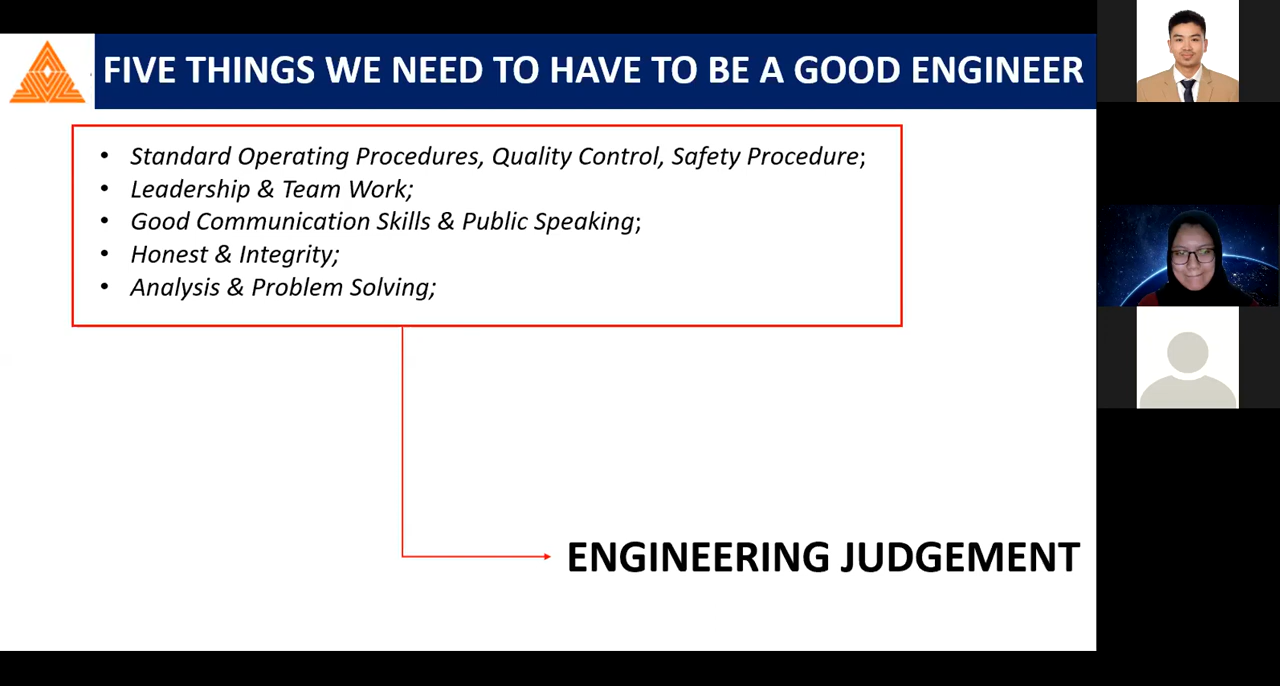 FIVE THINGS WE NEED TO HAVE TO BE A GOOD ENGINEER
• Standard Operating Procedures, Quality Control, Safety Procedure;
• Leadership & Team Work;
• Good Communication Skills & Public Speaking;
• Honest & Integrity;
• Analysis & Problem Solving;
ENGINEERING JUDGEMENT